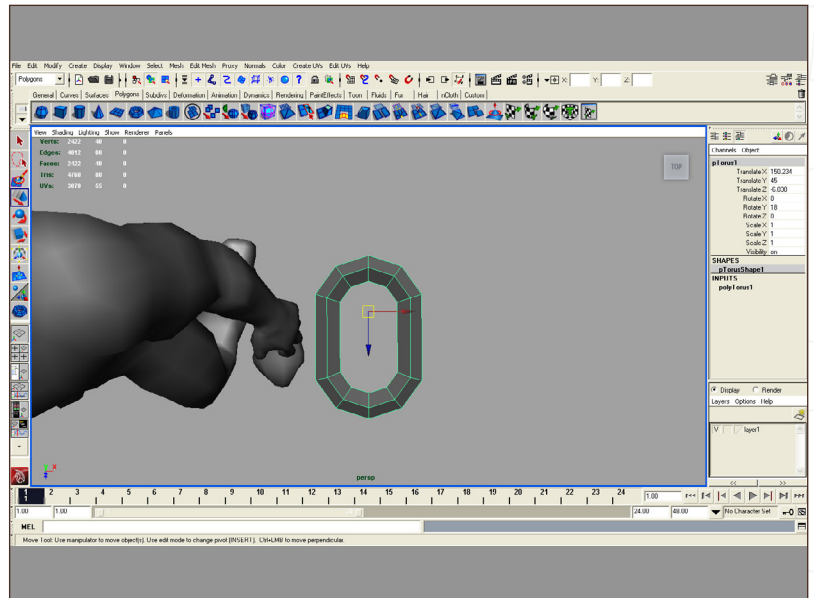 File Edit Modify Create Display Window Select Mesh Edit Mesh Proxy Normals Color Create UVs Edit UVs Help
Polygons X: Y: Z:
General Curves Surfaces Polygons Subdivs Deformation Animation Dynamics Rendering PaintEffects Toon Fluids Fur Hair nCloth Custom
View Shading Lighting Show Renderer Panels
Verts: 2422 40 0
Edges: 4812 80 0
Faces: 2422 40 0
Tris: 4760 80 0
UVs: 3070 55 0
TOP
persp
Channels Object
pTorus1
Translate X 150.234
Translate Y 45
Translate Z -6.030
Rotate X 0
Rotate Y 18
Rotate Z 0
Scale X 1
Scale Y 1
Scale Z 1
Visibility on
SHAPES
pTorusShape1
INPUTS
polyTorus1
Display Render
Layers Options Help
V layer1
<< >>
1 2 3 4 5 6 7 8 9 10 11 12 13 14 15 16 17 18 19 20 21 22 23 24 1.00
1
1.00 1.00 24.00 48.00 No Character Set
MEL
Move Tool: Use manipulator to move object(s). Use edit mode to change pivot (INSERT). Ctrl+LMB to move perpendicular.